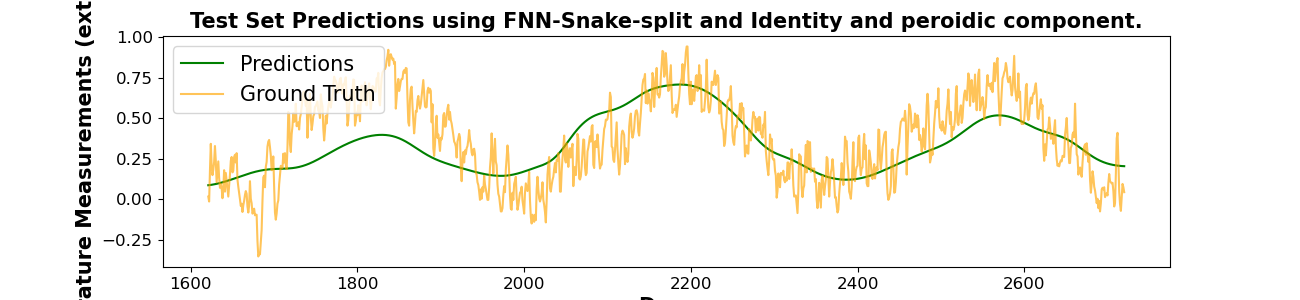 Test Set Predictions using FNN-Snake-split and Identity and peroidic component.
rature Measurements (ext
1.00
0.75
0.50
0.25
0.00
−0.25
Predictions
Ground Truth
1600 1800 2000 2200 2400 2600